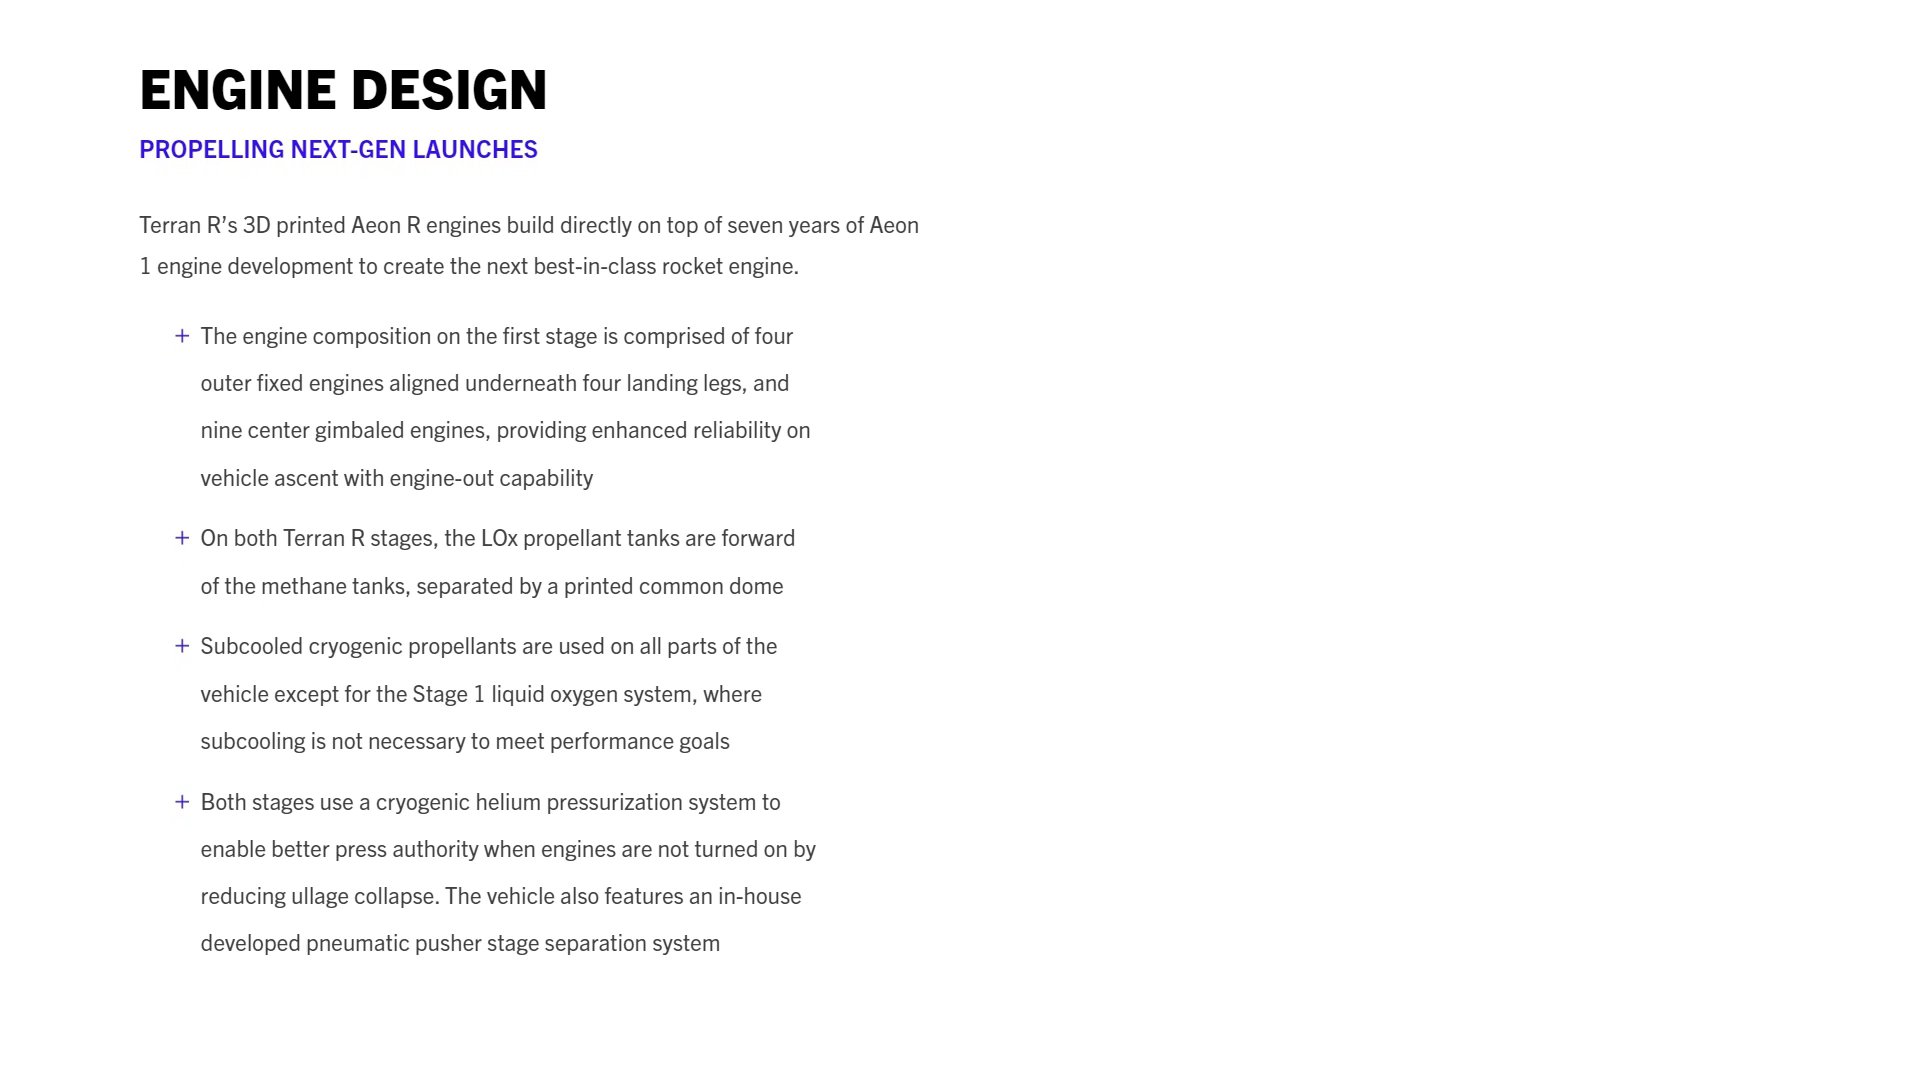 ENGINE DESIGN
PROPELLING NEXT-GEN LAUNCHES
Terran R’s 3D printed Aeon R engines build directly on top of seven years of Aeon
1 engine development to create the next best-in-class rocket engine.
+ The engine composition on the first stage is comprised of four
outer fixed engines aligned underneath four landing legs, and
nine center gimbaled engines, providing enhanced reliability on
vehicle ascent with engine-out capability
+ On both Terran R stages, the LOx propellant tanks are forward
of the methane tanks, separated by a printed common dome
+ Subcooled cryogenic propellants are used on all parts of the
vehicle except for the Stage 1 liquid oxygen system, where
subcooling is not necessary to meet performance goals
+ Both stages use a cryogenic helium pressurization system to
enable better press authority when engines are not turned on by
reducing ullage collapse. The vehicle also features an in-house
developed pneumatic pusher stage separation system